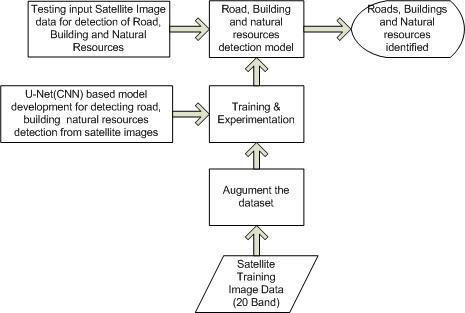 Testing input Satellite Image
data for detection of Road,
Building and Natural
Resources
Road, Building
and natural
resources
detection model
Roads, Buildings
and Natural
resources
identified
U-Net(CNN) based model
development for detecting road,
building natural resources
detection from satellite images
Training &
Experimentation
Augument the
dataset
Satellite
Training
Image Data
(20 Band)